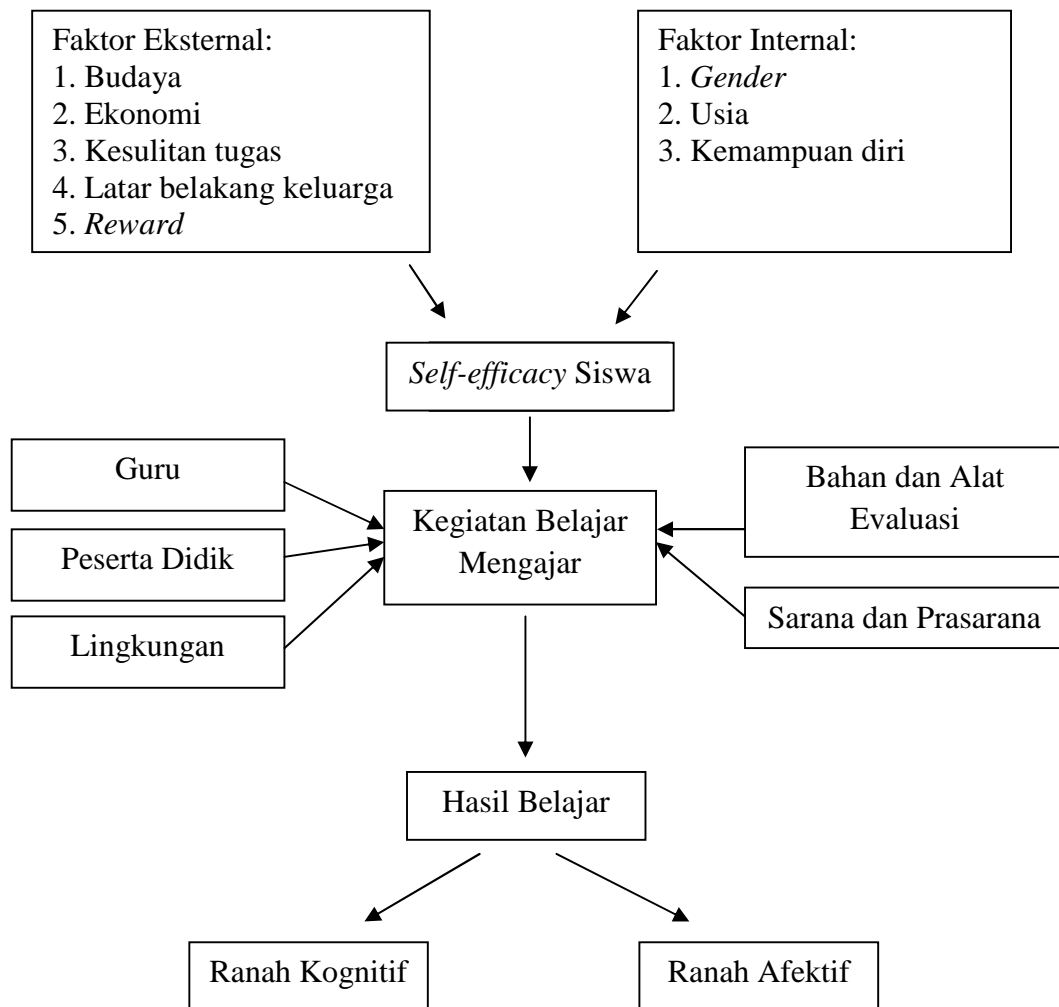 Faktor Eksternal:
1. Budaya
2. Ekonomi
3. Kesulitan tugas
4. Latar belakang keluarga
5. Reward
Faktor Internal:
1. Gender
2. Usia
3. Kemampuan diri
Self-efficacy Siswa
Guru
Peserta Didik
Lingkungan
Kegiatan Belajar
Mengajar
Bahan dan Alat
Evaluasi
Sarana dan Prasarana
Hasil Belajar
Ranah Kognitif
Ranah Afektif